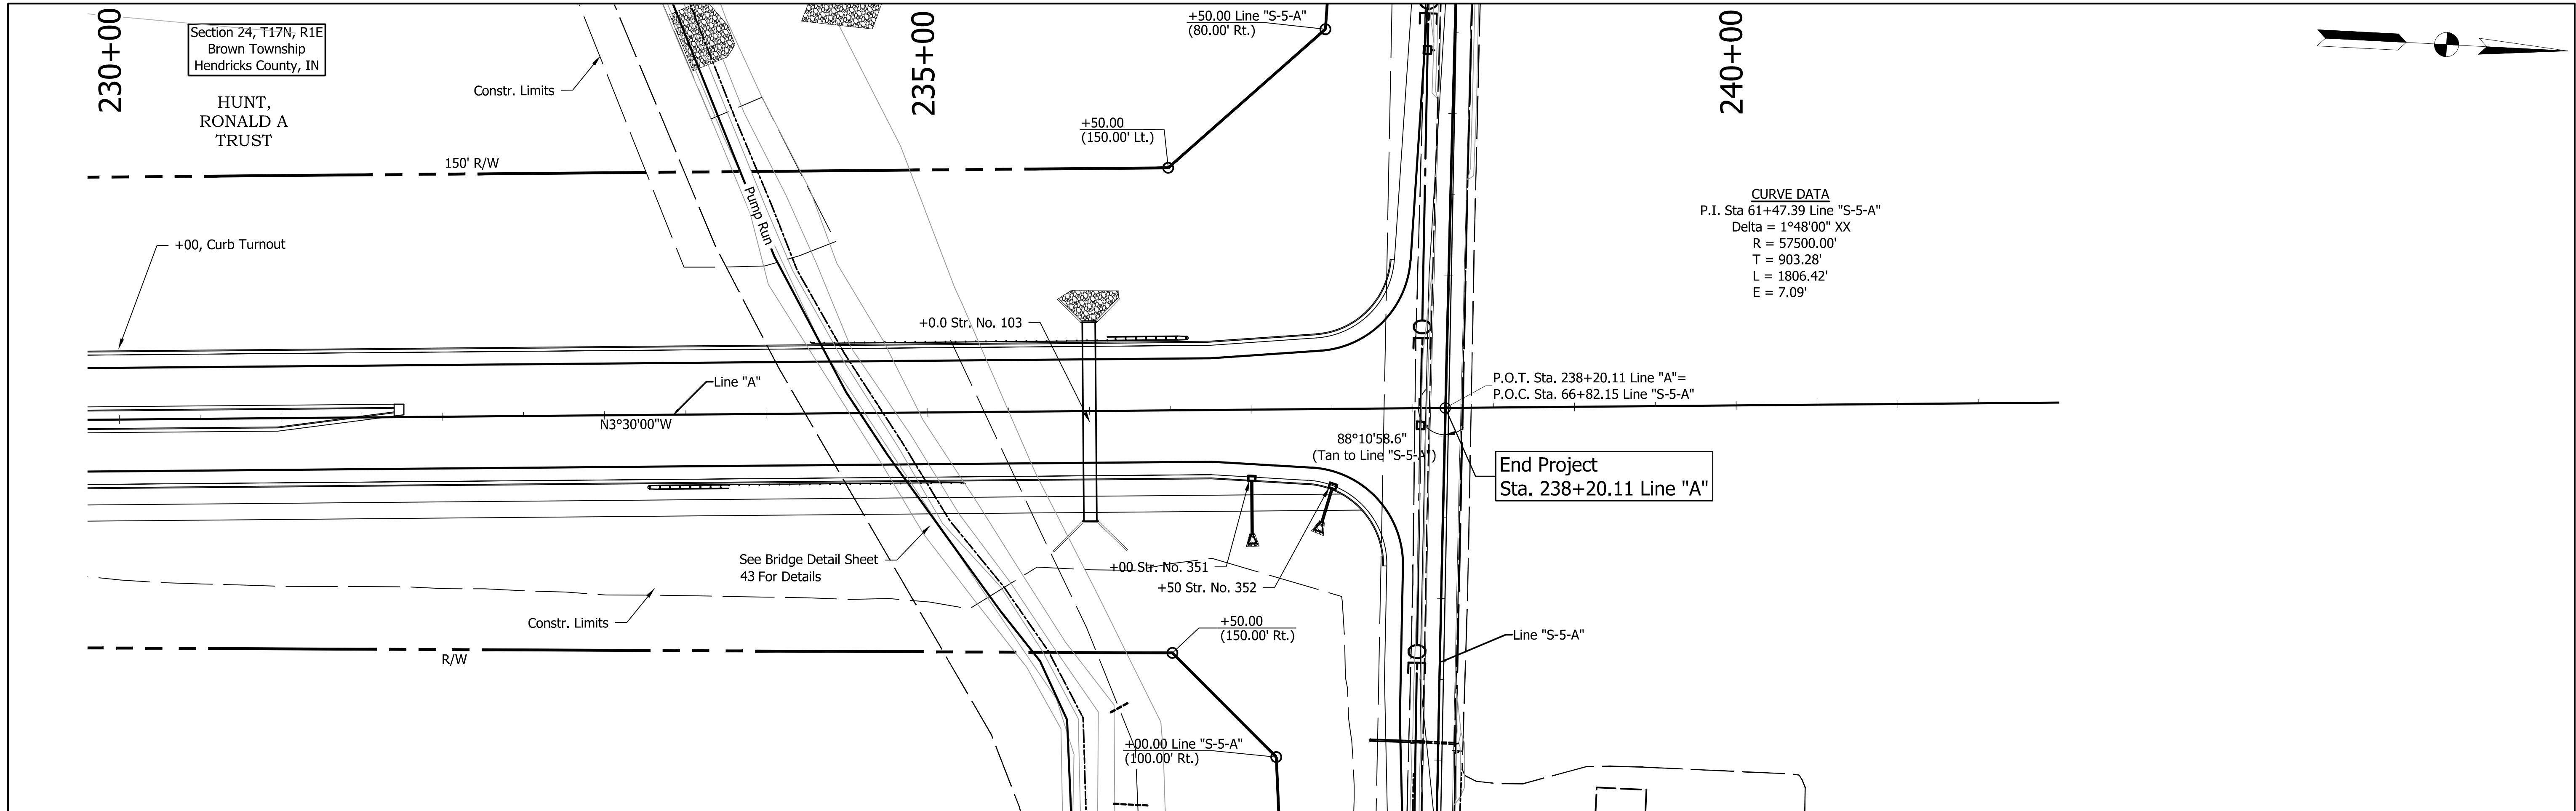 230+00
Section 24, T17N, R1E
Brown Township
Hendricks County, IN
HUNT,
RONALD A
TRUST
Constr. Limits
235+00
+50.00 Line "S-5-A"
(80.00' Rt.)
+50.00
(150.00' Lt.)
240+00
150' R/W
Pump Run
CURVE DATA
P.I. Sta 61+47.39 Line "S-5-A"
Delta = 1°48'00" XX
R = 57500.00'
T = 903.28'
L = 1806.42'
E = 7.09'
+00, Curb Turnout
+0.0 Str. No. 103
Line "A"
N3°30'00"W
P.O.T. Sta. 238+20.11 Line "A"=
P.O.C. Sta. 66+82.15 Line "S-5-A"
88°10'58.6"
(Tan to Line "S-5-A")
End Project
Sta. 238+20.11 Line "A"
See Bridge Detail Sheet
43 For Details
+00 Str. No. 351
+50 Str. No. 352
Constr. Limits
+50.00
(150.00' Rt.)
Line "S-5-A"
R/W
+00.00 Line "S-5-A"
(100.00' Rt.)